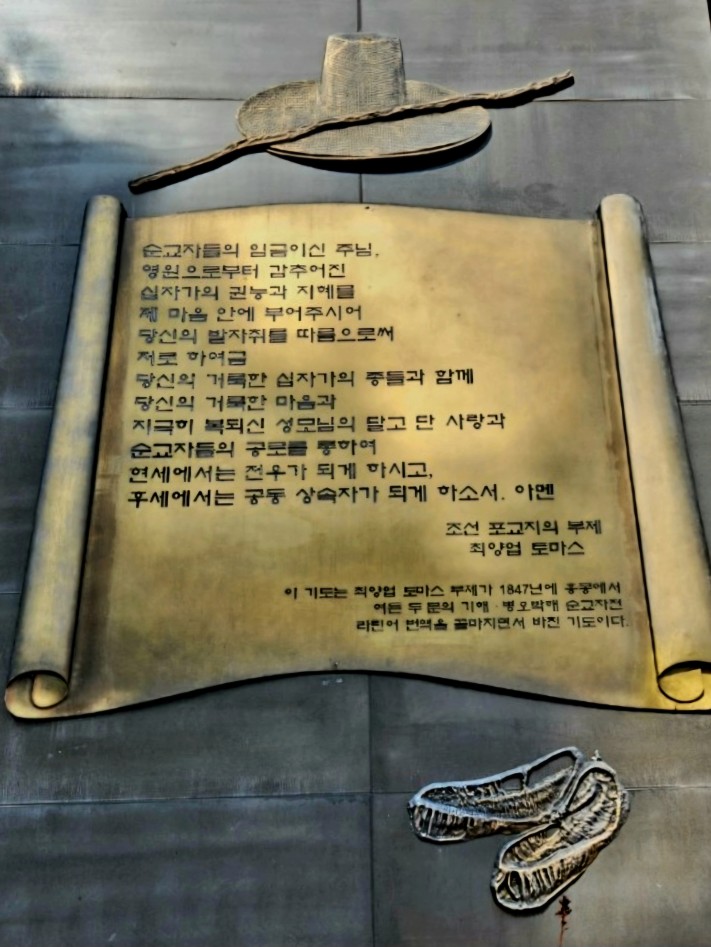 순교자들의 임금이신 주님,
영원으로부터 감추어진
십자가의 권능과 지혜를
제 마음 안에 부어주시어
당신의 발자취를 따름으로써
저로 하여금
당신의 거룩한 십자가의 종들과 함께
당신의 거룩한 마음과
지극히 복되신 성모님의 달고 단 사랑과
순교자들의 공로를 통하여
현세에서는 전우가 되게 하시고,
후세에서는 공동 상속자가 되게 하소서. 아멘
조선 포교지의 부제
최양업 토마스
이 기도는 최양업 토마스 부제가 1847년에 홍콩에서
여든 두 분의 기해·병오박해 순교자전
라틴어 번역을 끝마치면서 바친 기도이다.